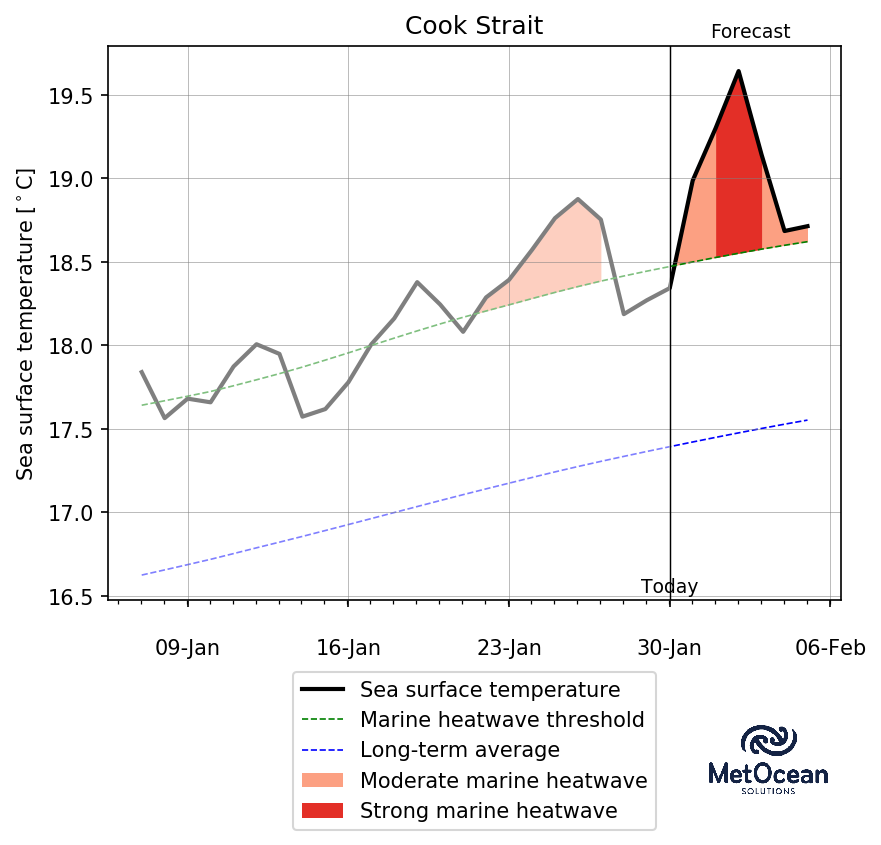 Cook Strait
Forecast
Sea surface temperature [°C]
19.5
19.0
18.5
18.0
17.5
17.0
16.5
Today
09-Jan 16-Jan 23-Jan 30-Jan 06-Feb
Sea surface temperature
Marine heatwave threshold
Long-term average
Moderate marine heatwave
Strong marine heatwave
MetOcean
SOLUTIONS